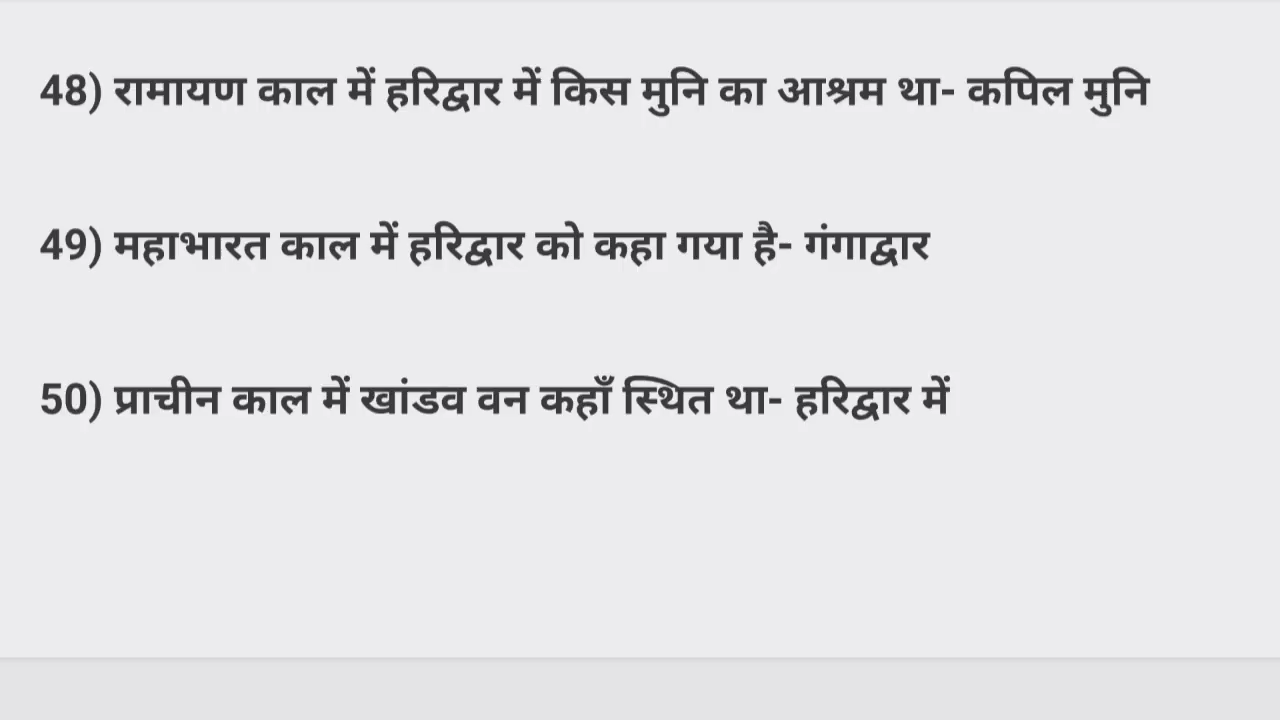 48) रामायण काल में हरिद्वार में किस मुनि का आश्रम था- कपिल मुनि
49) महाभारत काल में हरिद्वार को कहा गया है- गंगाद्वार
50) प्राचीन काल में खांडव वन कहाँ स्थित था- हरिद्वार में